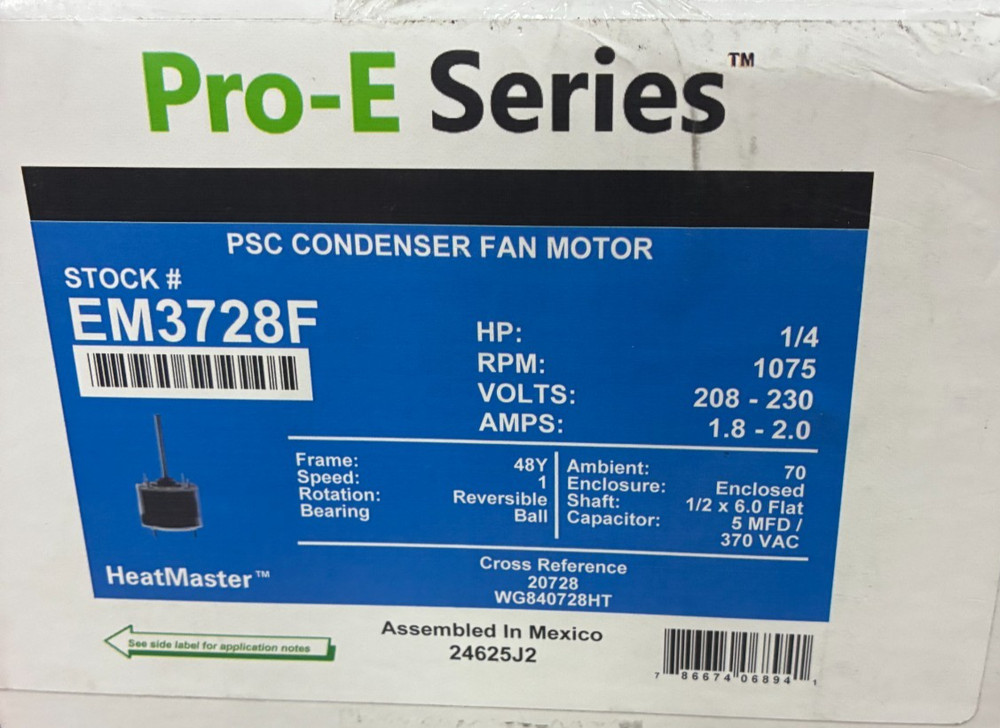 Pro-E Series™
PSC CONDENSER FAN MOTOR
STOCK #
EM3728F
HP: 1/4
RPM: 1075
VOLTS: 208 - 230
AMPS: 1.8 - 2.0
Frame: 48Y
Speed: 1
Rotation: Reversible
Bearing Ball
Ambient: 70
Enclosure: Enclosed
Shaft: 1/2 x 6.0 Flat
Capacitor: 5 MFD /
370 VAC
HeatMaster™
Cross Reference
20728
WG840728HT
See side label for application notes
Assembled In Mexico
24625J2
7 86674 06894 1